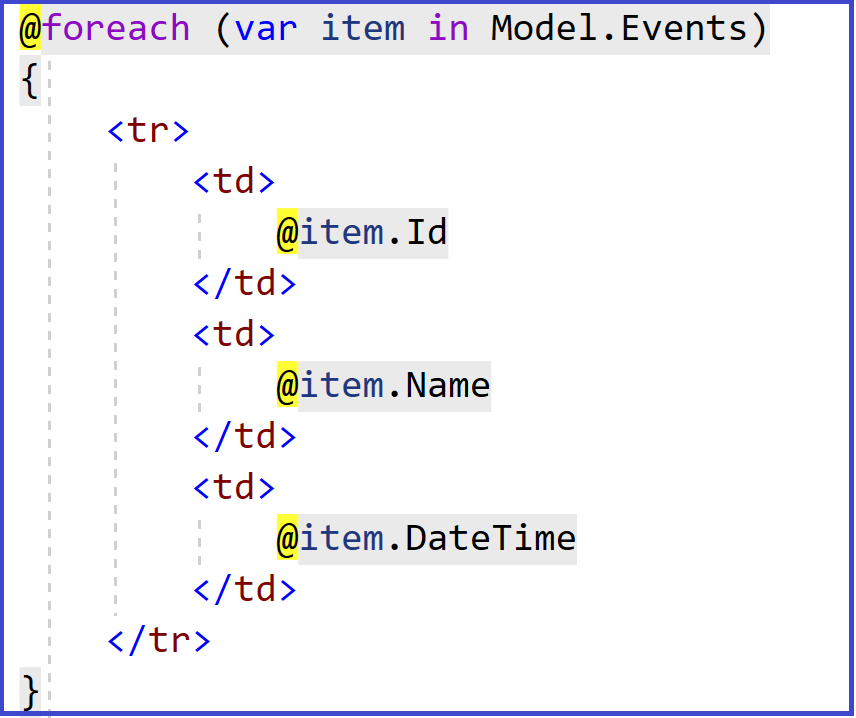 @foreach (var item in Model.Events)
{
    <tr>
        <td>
            @item.Id
        </td>
        <td>
            @item.Name
        </td>
        <td>
            @item.DateTime
        </td>
    </tr>
}